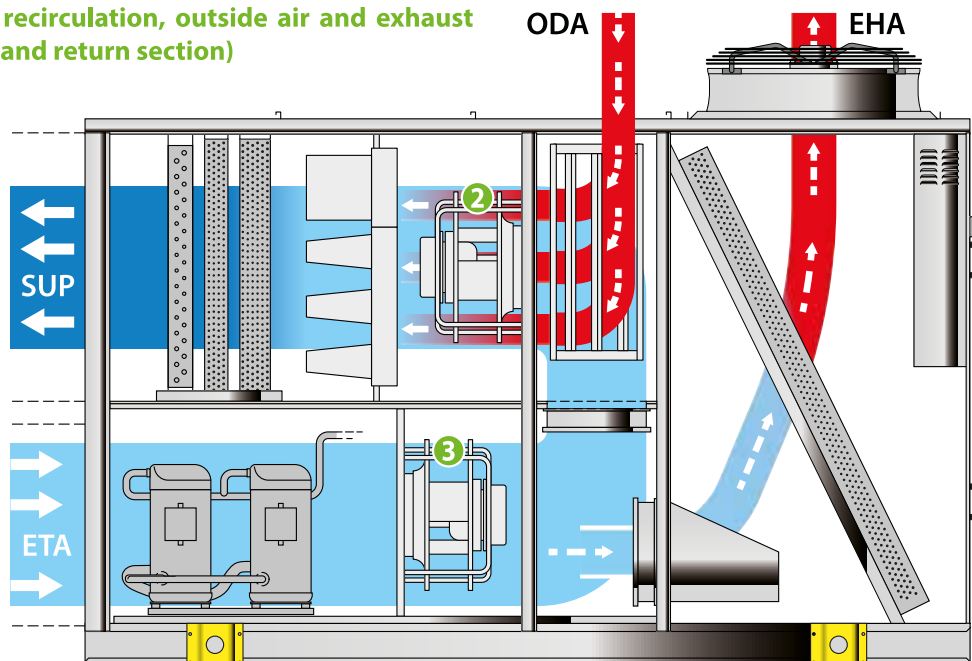 recirculation, outside air and exhaust
and return section)
ODA
EHA
2
SUP
3
ETA